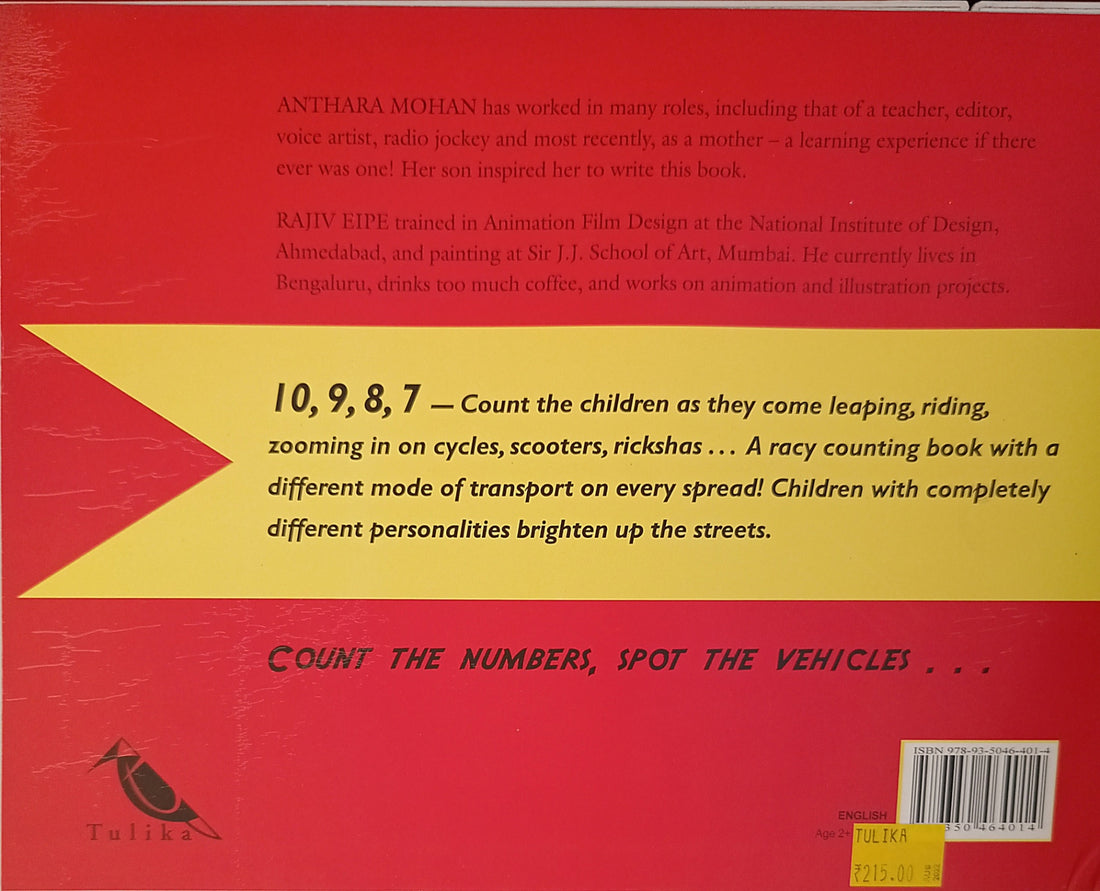 ANTHARA MOHAN has worked in many roles, including that of a teacher, editor,
voice artist, radio jockey and most recently, as a mother – a learning experience if there
ever was one! Her son inspired her to write this book.
RAJIV EIPE trained in Animation Film Design at the National Institute of Design,
Ahmedabad, and painting at Sir J.J. School of Art, Mumbai. He currently lives in
Bengaluru, drinks too much coffee, and works on animation and illustration projects.
10, 9, 8, 7 — Count the children as they come leaping, riding,
zooming in on cycles, scooters, rickshas ... A racy counting book with a
different mode of transport on every spread! Children with completely
different personalities brighten up the streets.
COUNT THE NUMBERS, SPOT THE VEHICLES . . .
Tulika
ISBN 978-93-5046-401-4
350 464014
ENGLISH
Age 2+
TULIKA
₹215.00